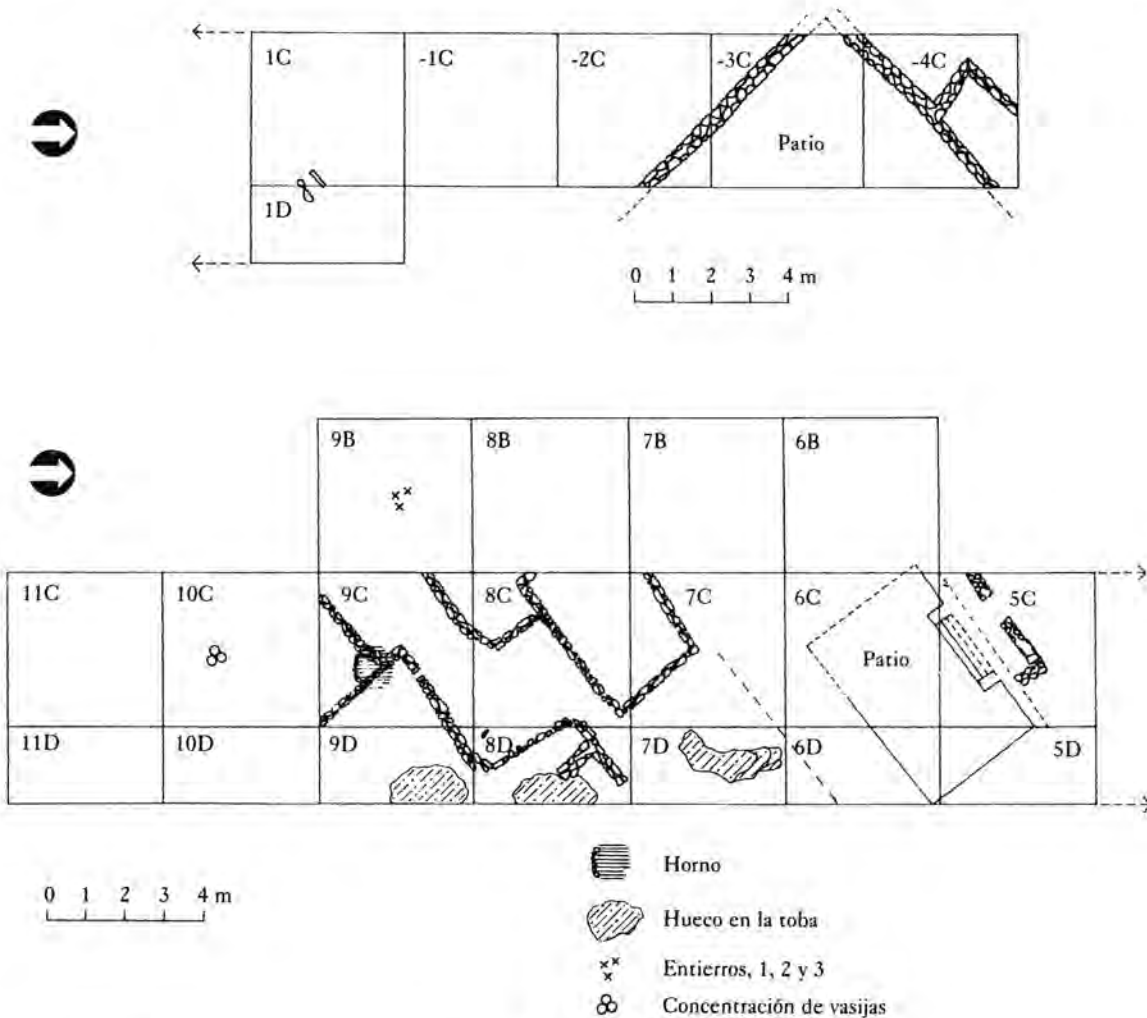 1C -1C -2C -3C -4C
Patio
1D
0 1 2 3 4 m
9B 8B 7B 6B
11C 10C 9C 8C 7C 6C 5C
Patio
11D 10D 9D 8D 7D 6D 5D
Horno
0 1 2 3 4 m
Hueco en la toba
Entierros, 1, 2 y 3
Concentración de vasijas